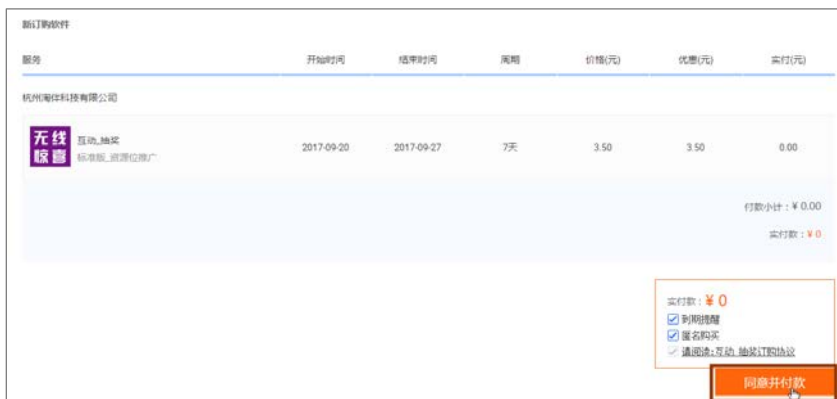 新订购软件
服务 开始时间 结束时间 周期 价格(元) 优惠(元) 实付(元)
杭州淘伴科技有限公司
无线惊喜
互动_抽奖 2017-09-20 2017-09-27 7天 3.50 3.50 0.00
标准版_资源位推广
付款小计：¥ 0.00
实付款：¥ 0
实付款：¥ 0
到期提醒
匿名购买
请阅读：互动_抽奖订购协议
同意并付款